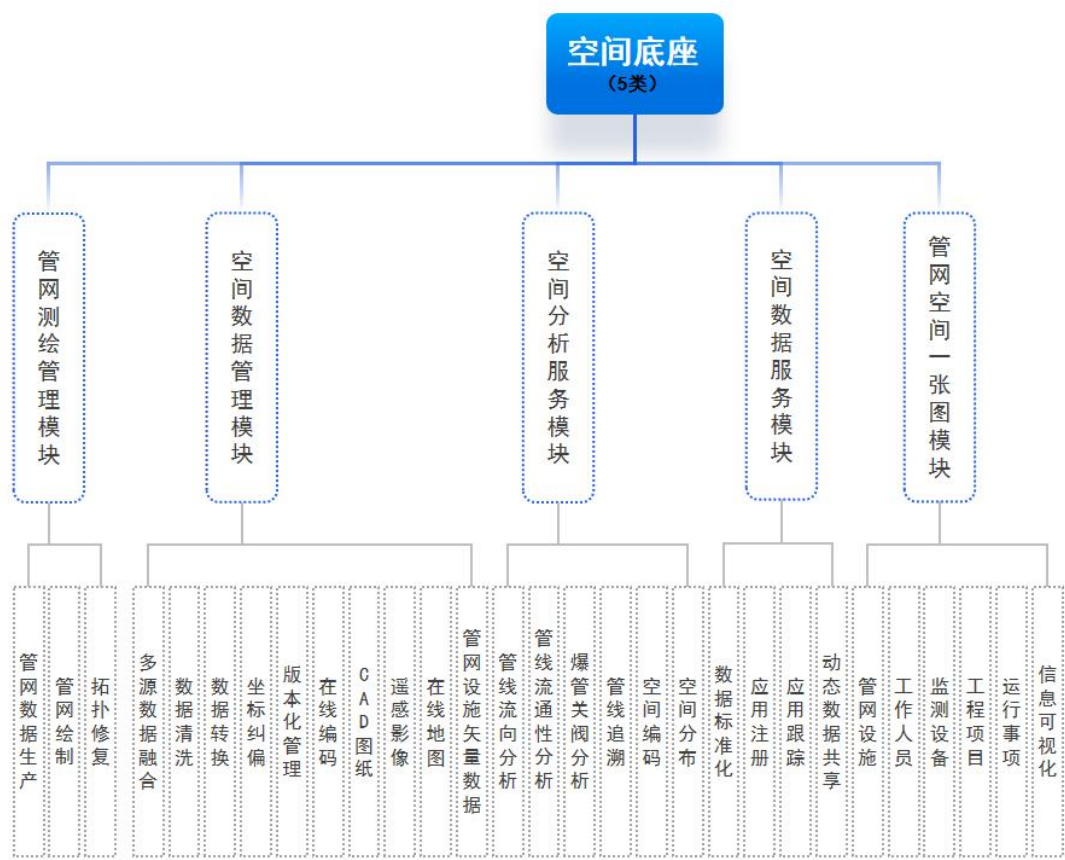 空间底座
（5类）
管网测绘管理模块
空间数据管理模块
空间分析服务模块
空间数据服务模块
管网空间一张图模块
管网数据生产
管网绘制
拓扑修复
多源数据融合
数据清洗
数据转换
坐标纠偏
版本化管理
在线编码
CAD图纸
遥感影像
在线地图
管网设施矢量数据
管线流向分析
管线流通性分析
爆管关阀分析
管线追溯
空间编码
空间分布
数据标准化
应用注册
应用跟踪
动态数据共享
管网设施
工作人员
监测设备
工程项目
运行事项
信息可视化